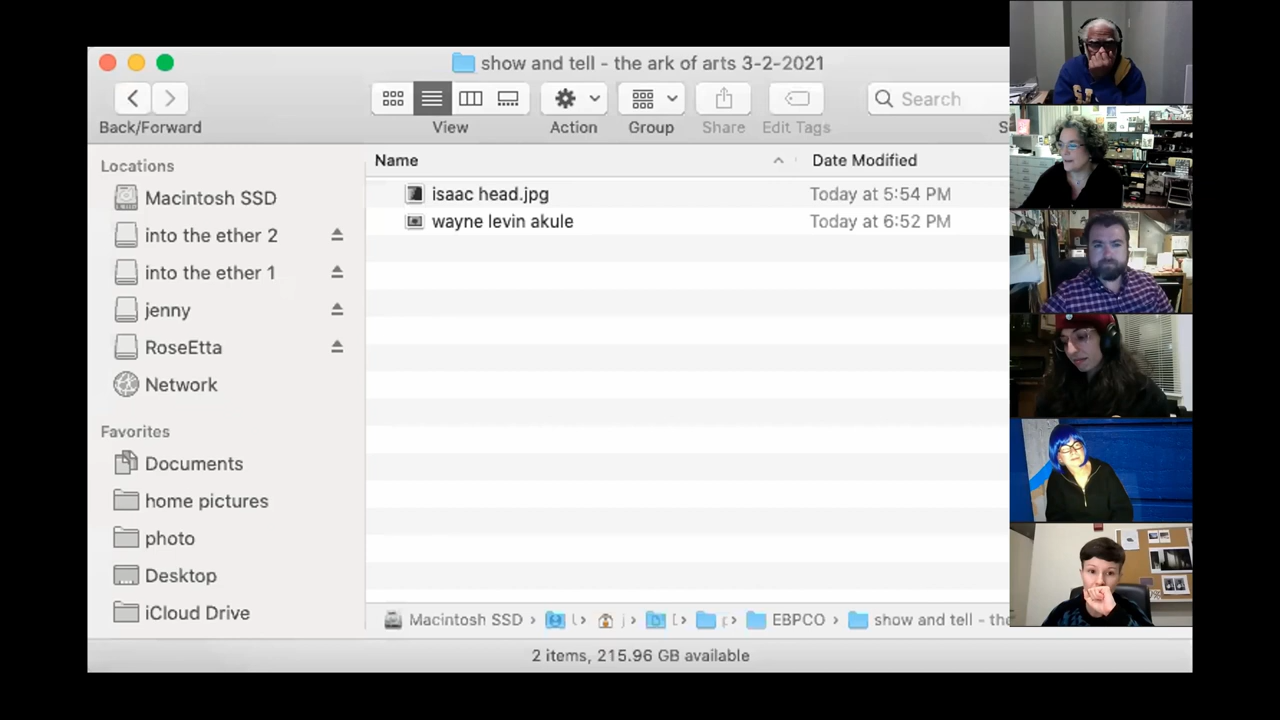 show and tell - the ark of arts 3-2-2021
Search
Back/Forward
View
Action
Group
Share
Edit Tags
Locations
Macintosh SSD
into the ether 2
into the ether 1
jenny
RoseEtta
Network
Favorites
Documents
home pictures
photo
Desktop
iCloud Drive
Name Date Modified
isaac head.jpg Today at 5:54 PM
wayne levin akule Today at 6:52 PM
Macintosh SSD › › › › › EBPCO › show and tell - the
2 items, 215.96 GB available